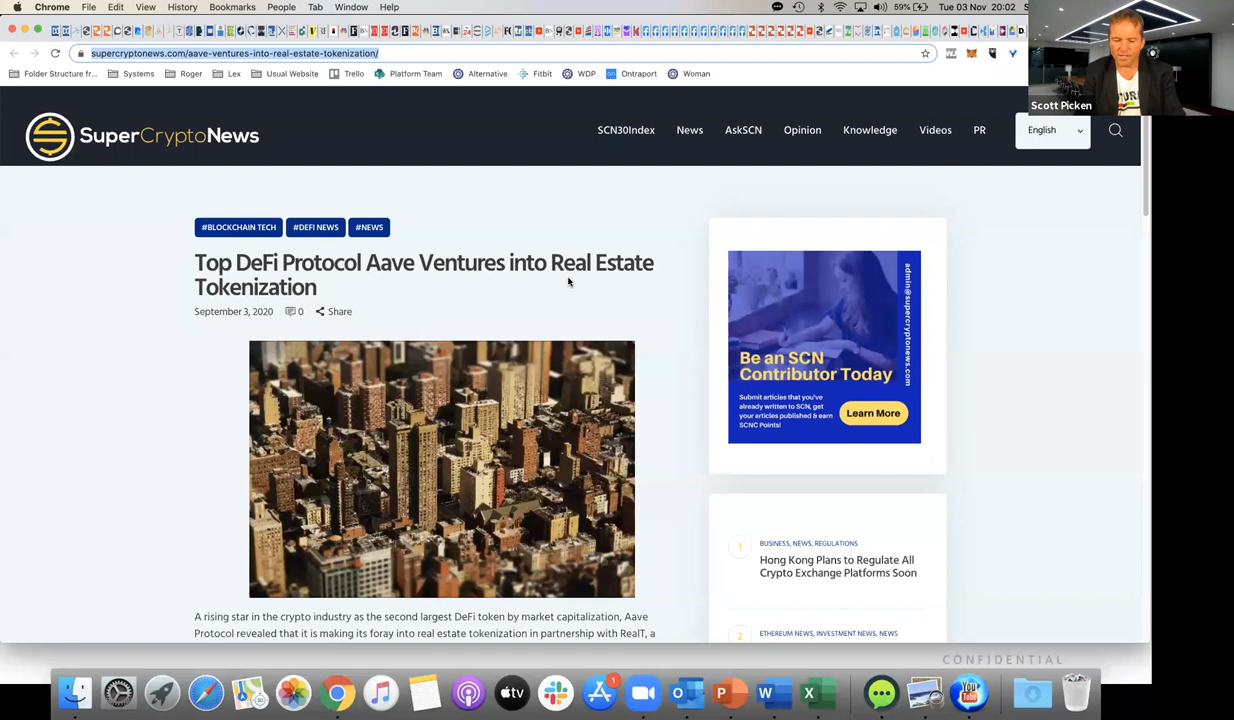 Chrome File Edit View History Bookmarks People Tab Window Help
59% Tue 03 Nov 20:02
supercryptonews.com/aave-ventures-into-real-estate-tokenization/
Folder Structure fr... Systems Roger Lex Usual Website Trello Platform Team Alternative Fitbit WDP Ontraport Woman
Scott Picken
SuperCryptoNews
SCN30Index News AskSCN Opinion Knowledge Videos PR English
#BLOCKCHAIN TECH #DEFI NEWS #NEWS
Top DeFi Protocol Aave Ventures into Real Estate
Tokenization
September 3, 2020 0 Share
A rising star in the crypto industry as the second largest DeFi token by market capitalization, Aave
Protocol revealed that it is making its foray into real estate tokenization in partnership with RealT, a
admin@supercryptonews.com
Be an SCN
Contributor Today
Submit articles that you've
already written to SCN, get
your articles published & earn
SCNC Points!
Learn More
1
BUSINESS, NEWS, REGULATIONS
Hong Kong Plans to Regulate All
Crypto Exchange Platforms Soon
2
ETHEREUM NEWS, INVESTMENT NEWS, NEWS
CONFIDENTIAL
tv
1
You
Tube